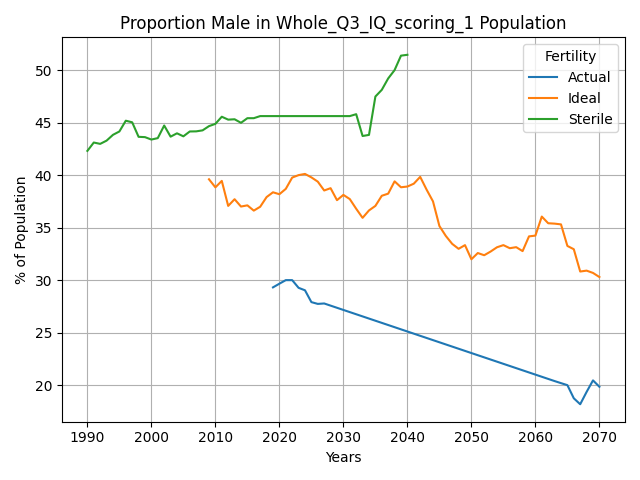 Proportion Male in Whole_Q3_IQ_scoring_1 Population
Fertility
Actual
Ideal
Sterile
% of Population
50
45
40
35
30
25
20
1990 2000 2010 2020 2030 2040 2050 2060 2070
Years